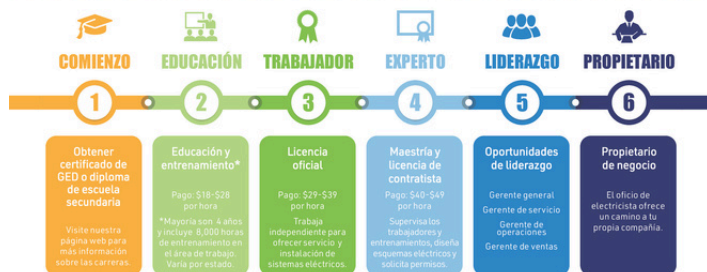 COMIENZO
EDUCACIÓN
TRABAJADOR
EXPERTO
LIDERAZGO
PROPIETARIO
1
2
3
4
5
6
Obtener
certificado de
GED o diploma
de escuela
secundaria
Visite nuestra
página web para
más información
sobre las carreras.
Educación y
entrenamiento*
Pago: $18-$28
por hora
*Mayoría son 4 años
y incluye 8,000 horas
de entrenamiento en
el área de trabajo.
Varía por estado.
Licencia
oficial
Pago: $29-$39
por hora
Trabaja
independiente para
ofrecer servicio y
instalación de
sistemas eléctricos.
Maestría y
licencia de
contratista
Pago: $40-$49
por hora
Supervisa los
trabajadores y
entrenamientos, diseña
esquemas eléctricos y
solicita permisos.
Oportunidades
de liderazgo
Gerente general
Gerente de servicio
Gerente de
operaciones
Gerente de ventas
Propietario
de negocio
El oficio de
electricista ofrece
un camino a tu
propia compañía.